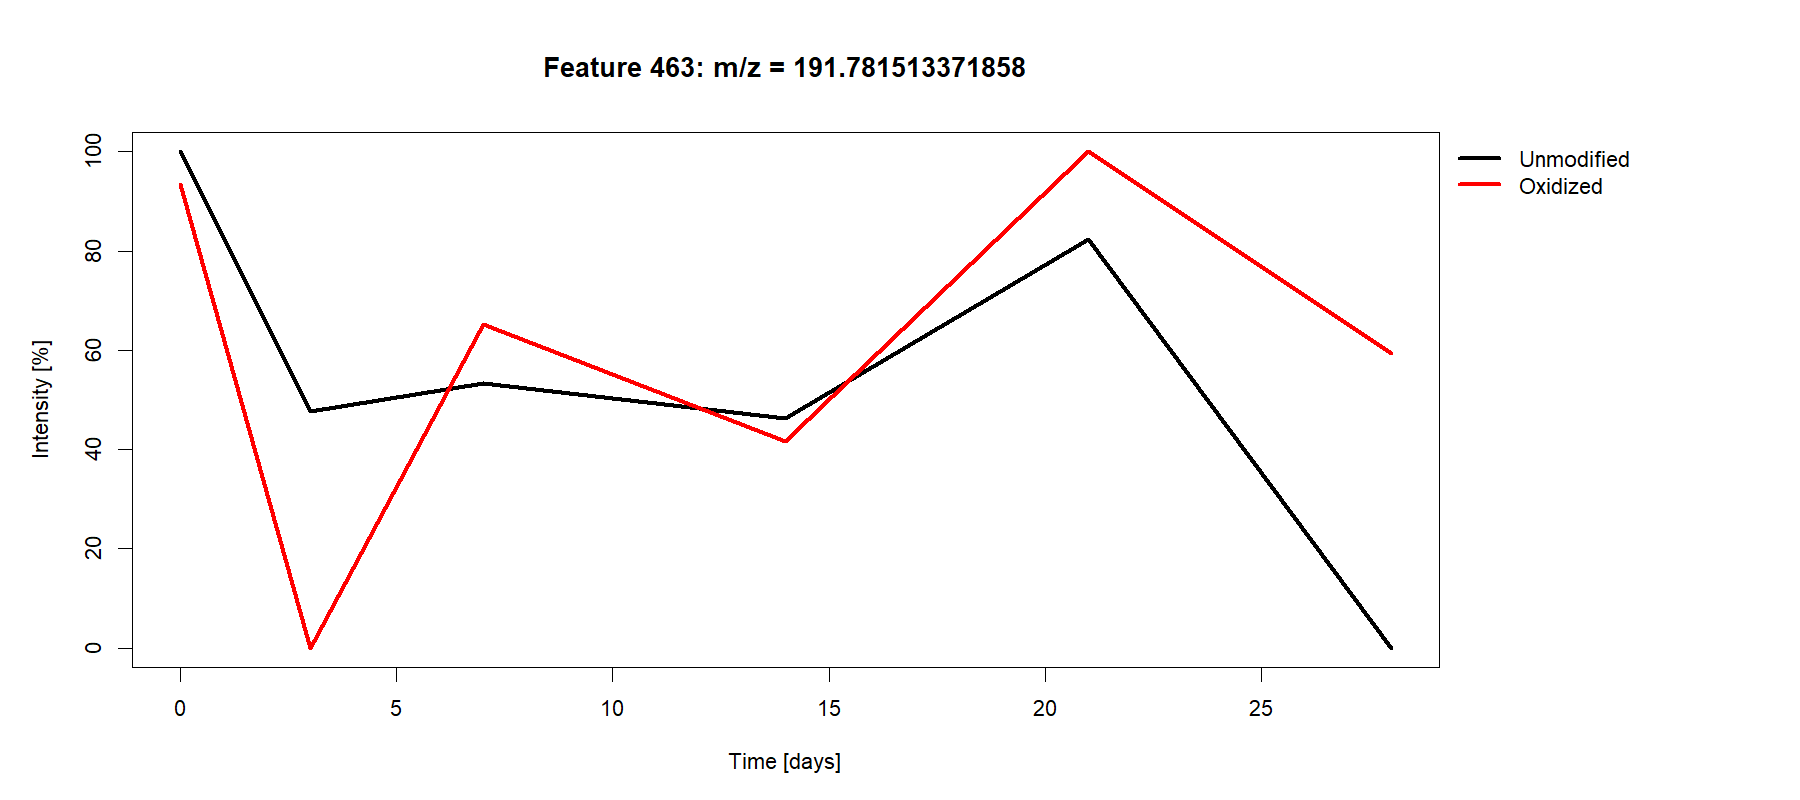 Feature 463: m/z = 191.781513371858
Unmodified
Oxidized
Intensity [%]
100
80
60
40
20
0
0 5 10 15 20 25
Time [days]